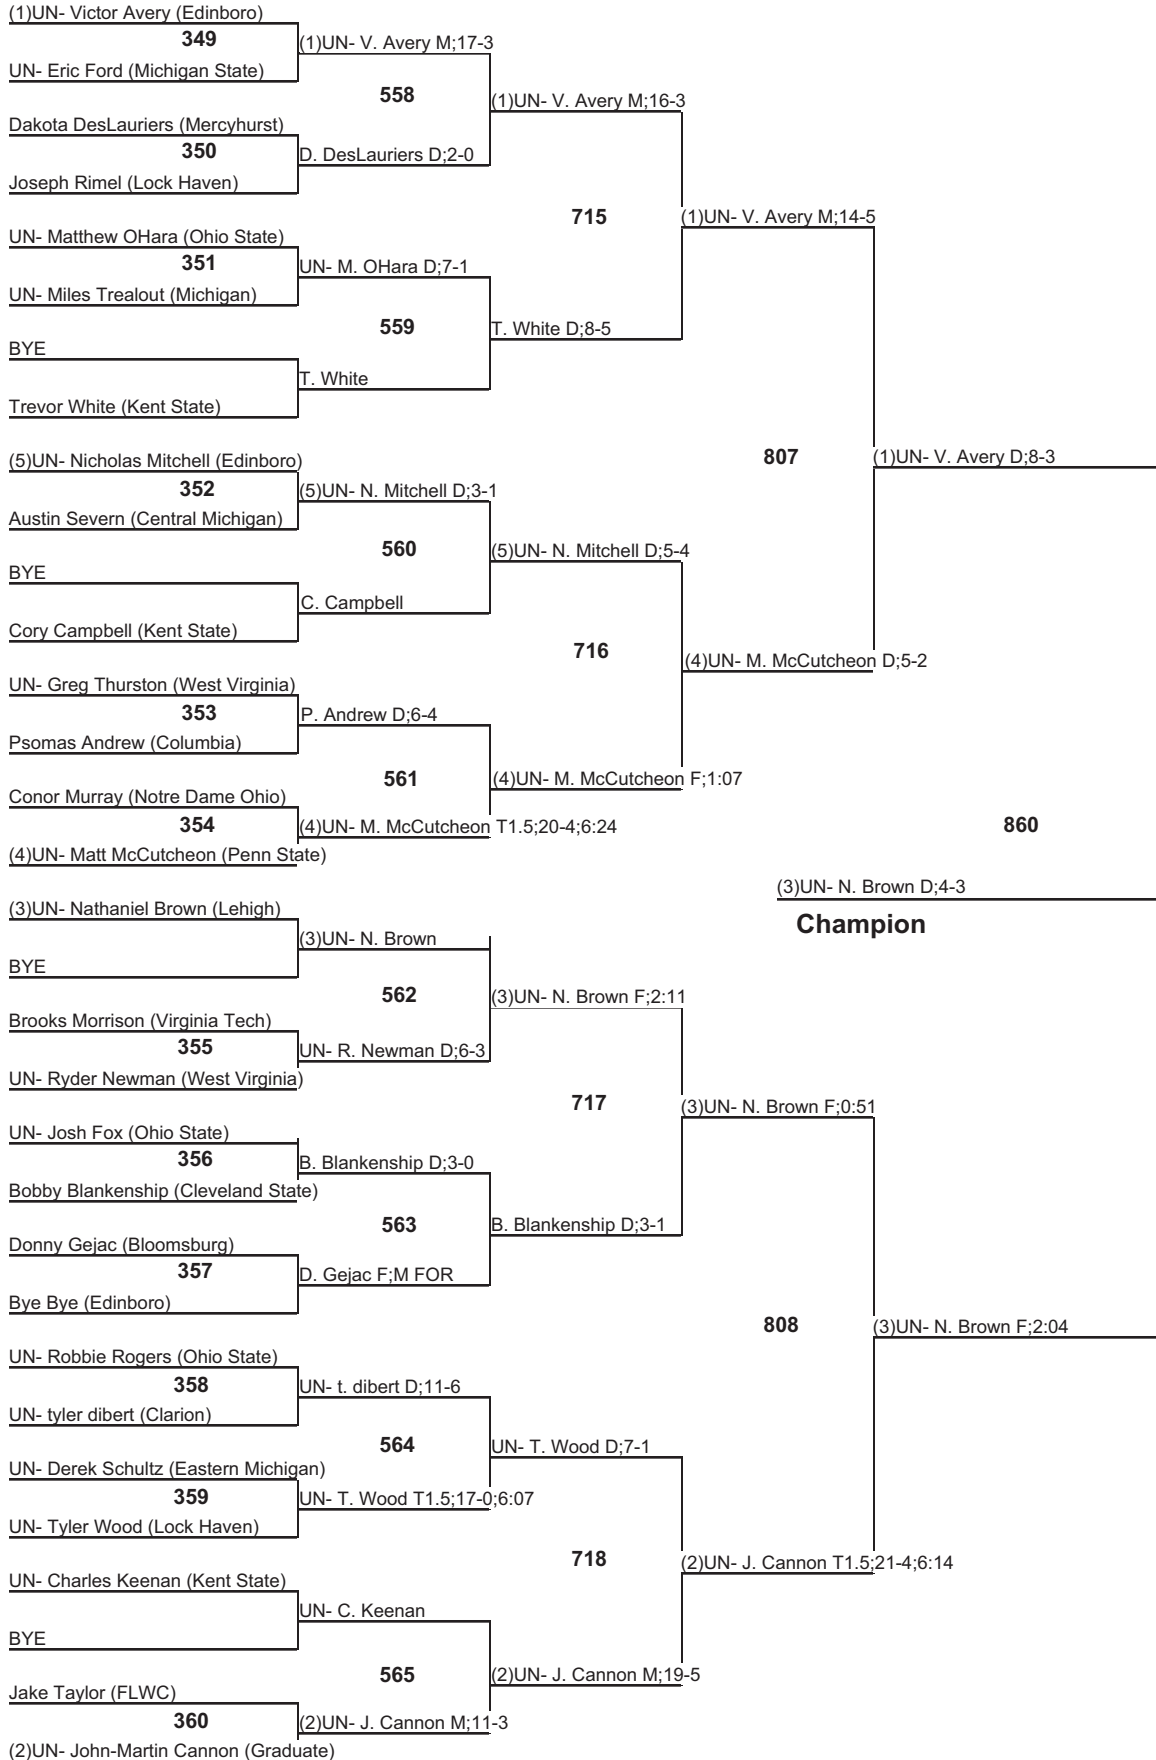 (1)UN- Victor Avery (Edinboro)
349
(1)UN- V. Avery M;17-3
UN- Eric Ford (Michigan State)
558
(1)UN- V. Avery M;16-3
Dakota DesLauriers (Mercyhurst)
350
D. DesLauriers D;2-0
Joseph Rimel (Lock Haven)
715
(1)UN- V. Avery M;14-5
UN- Matthew OHara (Ohio State)
351
UN- M. OHara D;7-1
UN- Miles Trealout (Michigan)
559
T. White D;8-5
BYE
T. White
Trevor White (Kent State)
807
(1)UN- V. Avery D;8-3
(5)UN- Nicholas Mitchell (Edinboro)
352
(5)UN- N. Mitchell D;3-1
Austin Severn (Central Michigan)
560
(5)UN- N. Mitchell D;5-4
BYE
C. Campbell
Cory Campbell (Kent State)
716
(4)UN- M. McCutcheon D;5-2
UN- Greg Thurston (West Virginia)
353
P. Andrew D;6-4
Psomas Andrew (Columbia)
561
(4)UN- M. McCutcheon F;1:07
Conor Murray (Notre Dame Ohio)
354
(4)UN- M. McCutcheon T1.5;20-4;6:24
860
(4)UN- Matt McCutcheon (Penn State)
(3)UN- N. Brown D;4-3
Champion
(3)UN- Nathaniel Brown (Lehigh)
(3)UN- N. Brown
BYE
562
(3)UN- N. Brown F;2:11
Brooks Morrison (Virginia Tech)
355
UN- R. Newman D;6-3
UN- Ryder Newman (West Virginia)
717
(3)UN- N. Brown F;0:51
UN- Josh Fox (Ohio State)
356
B. Blankenship D;3-0
Bobby Blankenship (Cleveland State)
563
B. Blankenship D;3-1
Donny Gejac (Bloomsburg)
357
D. Gejac F;M FOR
Bye Bye (Edinboro)
808
(3)UN- N. Brown F;2:04
UN- Robbie Rogers (Ohio State)
358
UN- t. dibert D;11-6
UN- tyler dibert (Clarion)
564
UN- T. Wood D;7-1
UN- Derek Schultz (Eastern Michigan)
359
UN- T. Wood T1.5;17-0;6:07
UN- Tyler Wood (Lock Haven)
718
(2)UN- J. Cannon T1.5;21-4;6:14
UN- Charles Keenan (Kent State)
UN- C. Keenan
BYE
565
(2)UN- J. Cannon M;19-5
Jake Taylor (FLWC)
360
(2)UN- J. Cannon M;11-3
(2)UN- John-Martin Cannon (Graduate)